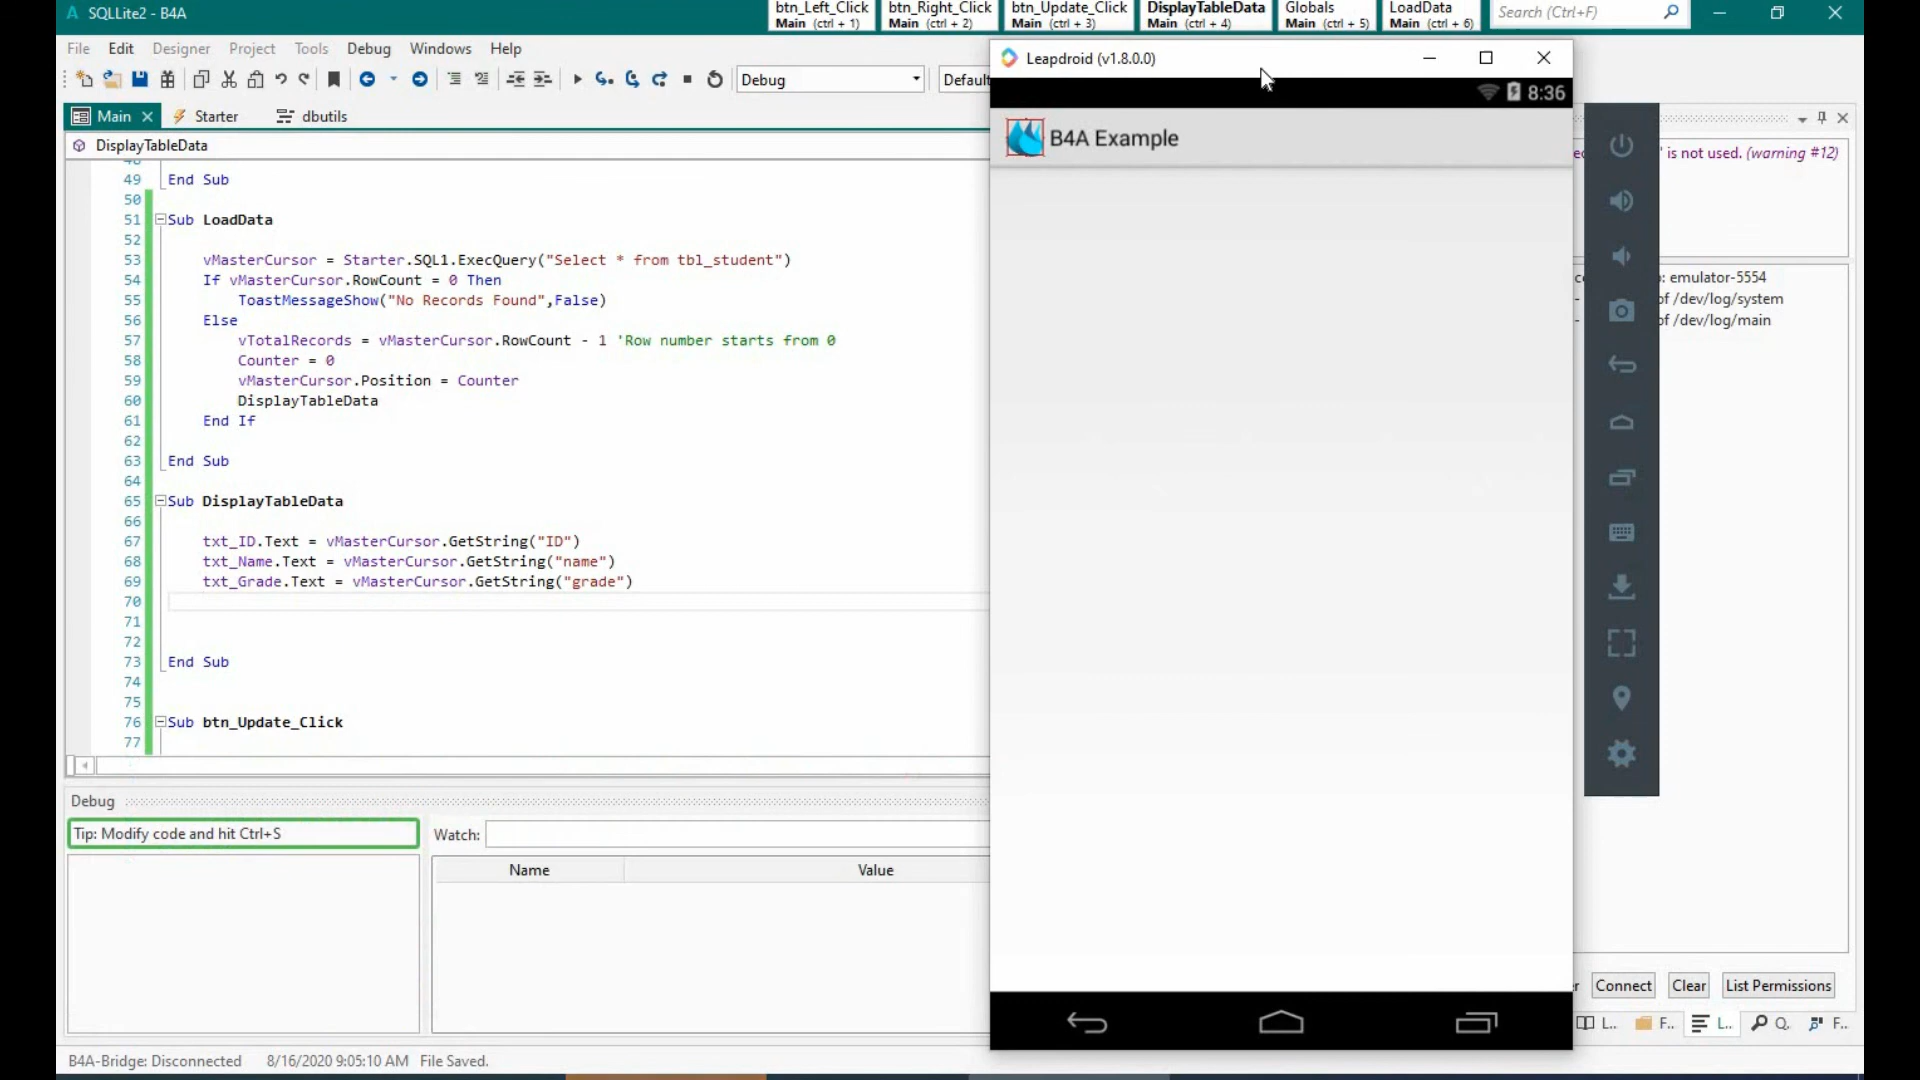 SQLLite2 - B4A
btn_Left_Click
Main (ctrl + 1)
btn_Right_Click
Main (ctrl + 2)
btn_Update_Click
Main (ctrl + 3)
DisplayTableData
Main (ctrl + 4)
Globals
Main (ctrl + 5)
LoadData
Main (ctrl + 6)
Search (Ctrl+F)
File Edit Designer Project Tools Debug Windows Help
Debug
Default
Main Starter dbutils
DisplayTableData
49 End Sub
50
51 Sub LoadData
52
53 vMasterCursor = Starter.SQL1.ExecQuery("Select * from tbl_student")
54 If vMasterCursor.RowCount = 0 Then
55 ToastMessageShow("No Records Found",False)
56 Else
57 vTotalRecords = vMasterCursor.RowCount - 1 'Row number starts from 0
58 Counter = 0
59 vMasterCursor.Position = Counter
60 DisplayTableData
61 End If
62
63 End Sub
64
65 Sub DisplayTableData
66
67 txt_ID.Text = vMasterCursor.GetString("ID")
68 txt_Name.Text = vMasterCursor.GetString("name")
69 txt_Grade.Text = vMasterCursor.GetString("grade")
70
71
72
73 End Sub
74
75
76 Sub btn_Update_Click
77
Debug
Tip: Modify code and hit Ctrl+S
Watch:
Name Value
B4A-Bridge: Disconnected 8/16/2020 9:05:10 AM File Saved.
Leapdroid (v1.8.0.0)
8:36
B4A Example
' is not used. (warning #12)
: emulator-5554
of /dev/log/system
of /dev/log/main
Connect Clear List Permissions
L.. F.. L.. Q. F..